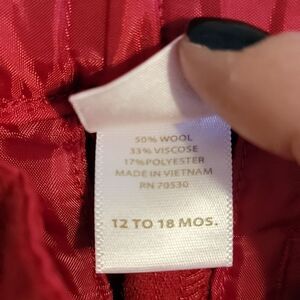 50% WOOL
33% VISCOSE
17% POLYESTER
MADE IN VIETNAM
RN 70530
12 TO 18 MOS.